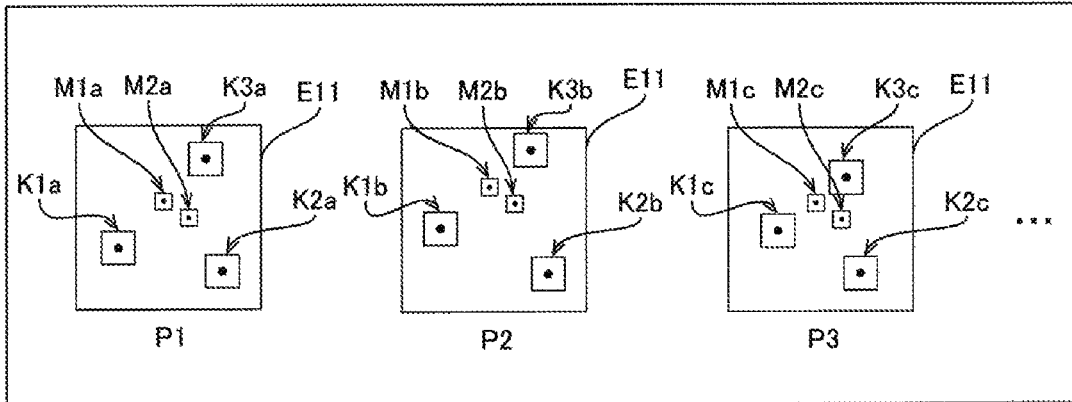 M1a M2a K3a E11
K1a
K2a
P1
M1b M2b K3b E11
K1b
K2b
P2
M1c M2c K3c E11
K1c
K2c
P3
...